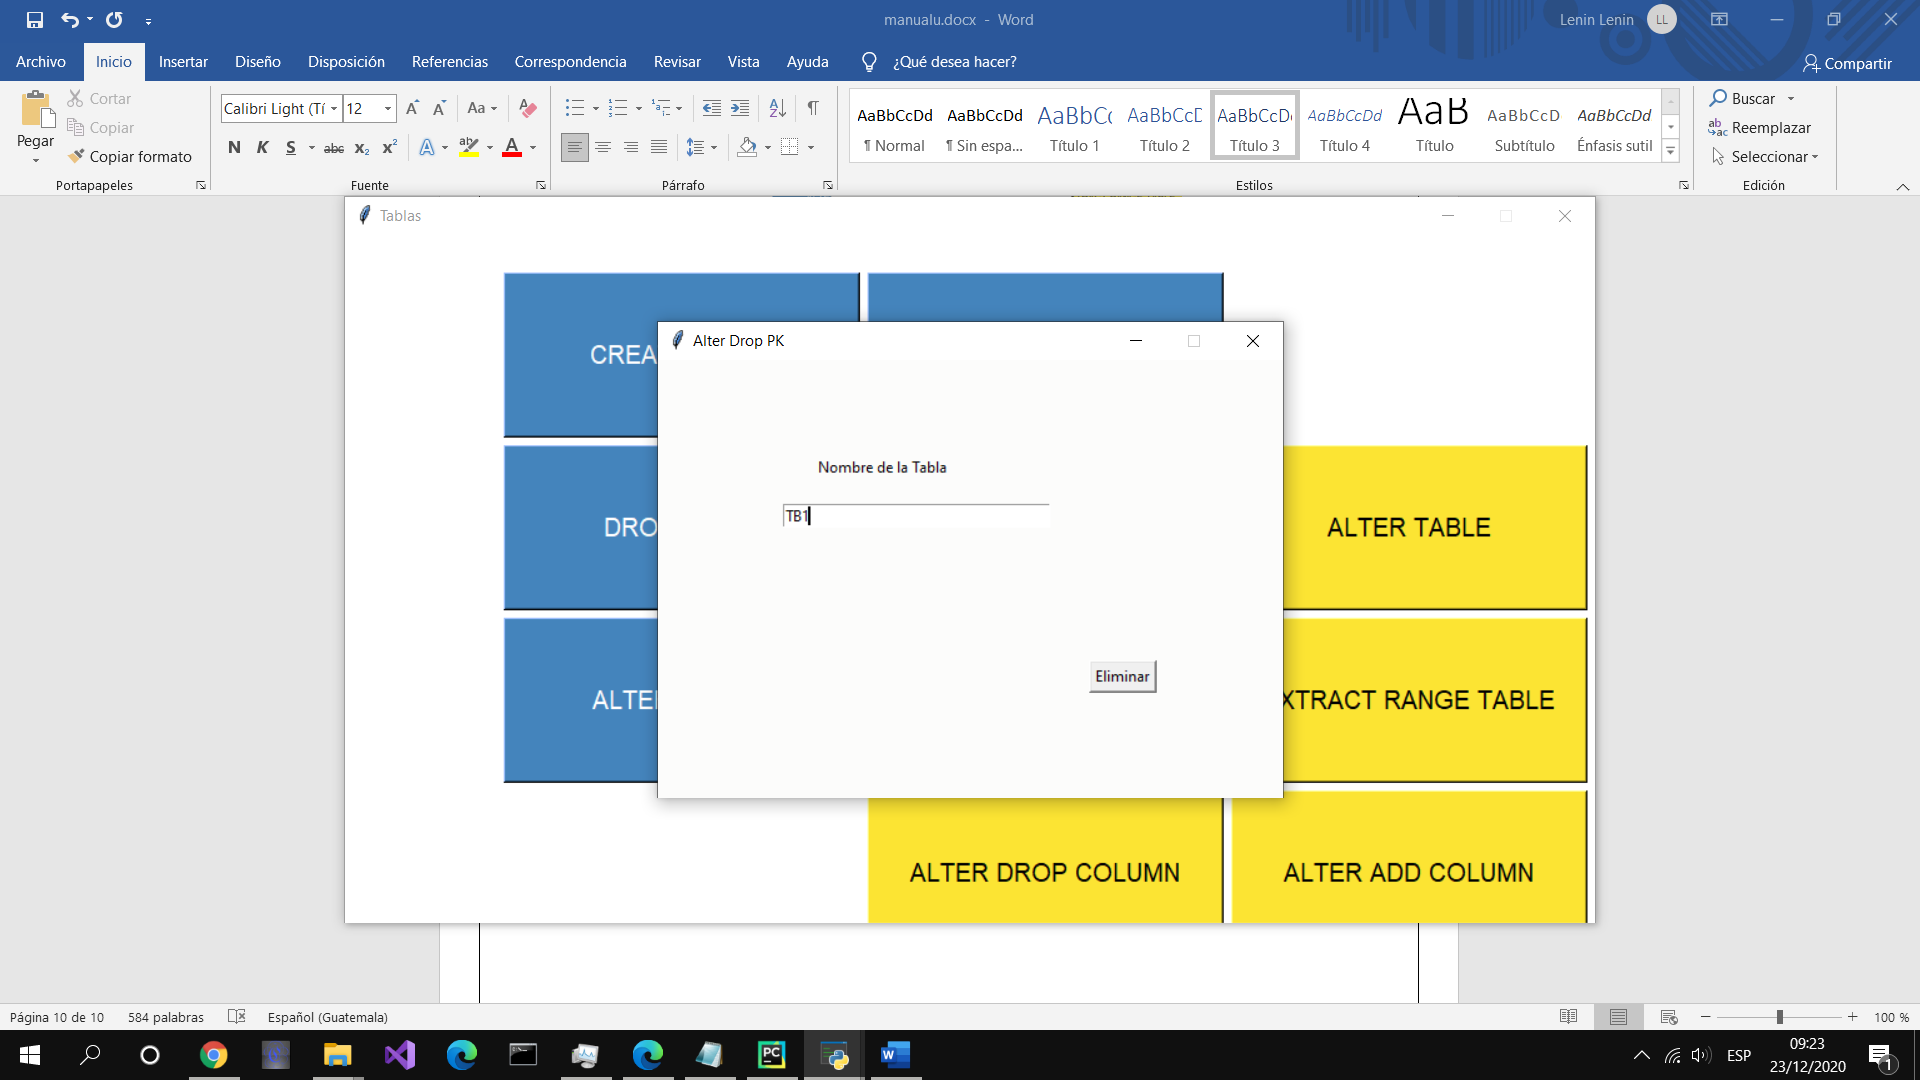 manualu.docx - Word
Lenin Lenin
LL
Archivo Inicio Insertar Diseño Disposición Referencias Correspondencia Revisar Vista Ayuda ¿Qué desea hacer? Compartir
Pegar
Cortar
Copiar
Copiar formato
Portapapeles
Calibri Light (Tí 12
Aa
N K S abc x₂ x² A ab A
Fuente
Párrafo
AaBbCcDd
¶ Normal
AaBbCcDd
¶ Sin espa...
AaBbCc
Título 1
AaBbCcD
Título 2
AaBbCcD
Título 3
AaBbCcDd
Título 4
AaB
Título
AaBbCcD
Subtítulo
AaBbCcDd
Énfasis sutil
Estilos
Buscar
Reemplazar
Seleccionar
Edición
Tablas
CREA
DRO
ALTE
Alter Drop PK
Nombre de la Tabla
TB1
Eliminar
ALTER TABLE
XTRACT RANGE TABLE
ALTER DROP COLUMN
ALTER ADD COLUMN
Página 10 de 10 584 palabras Español (Guatemala) 100 %
ESP
09:23
23/12/2020
1